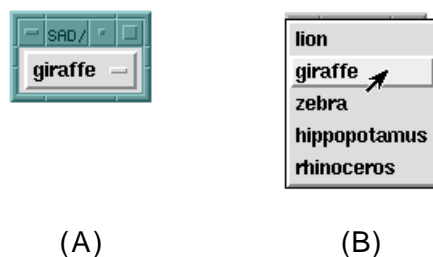 SAD/
giraffe
lion
giraffe
zebra
hippopotamus
rhinoceros
(A)
(B)